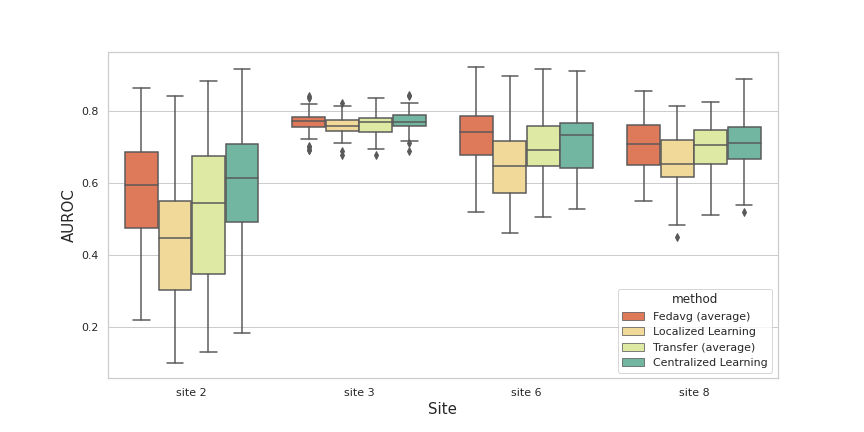 0.8
0.6
0.4
0.2
AUROC
site 2
site 3
site 6
site 8
Site
method
Fedavg (average)
Localized Learning
Transfer (average)
Centralized Learning